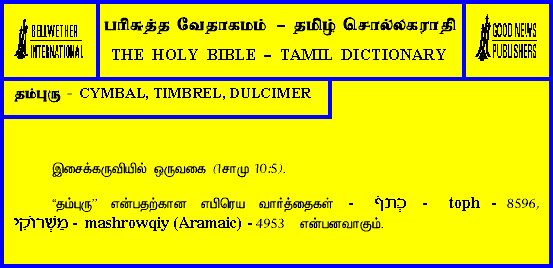 BELLWETHER
INTERNATIONAL
பரிசுத்த வேதாகமம் – தமிழ் சொல்லகராதி
THE HOLY BIBLE – TAMIL DICTIONARY
GOOD NEWS
PUBLISHERS
தம்புரு - CYMBAL, TIMBREL, DULCIMER
இசைக்கருவியில் ஒருவகை (1சாமு 10:5).
“தம்புரு” என்பதற்கான எபிரெய வார்த்தைகள் - - toph - 8596,
מַשְׁרוֹקִי - mashrowqiy (Aramaic) - 4953 என்பனவாகும்.